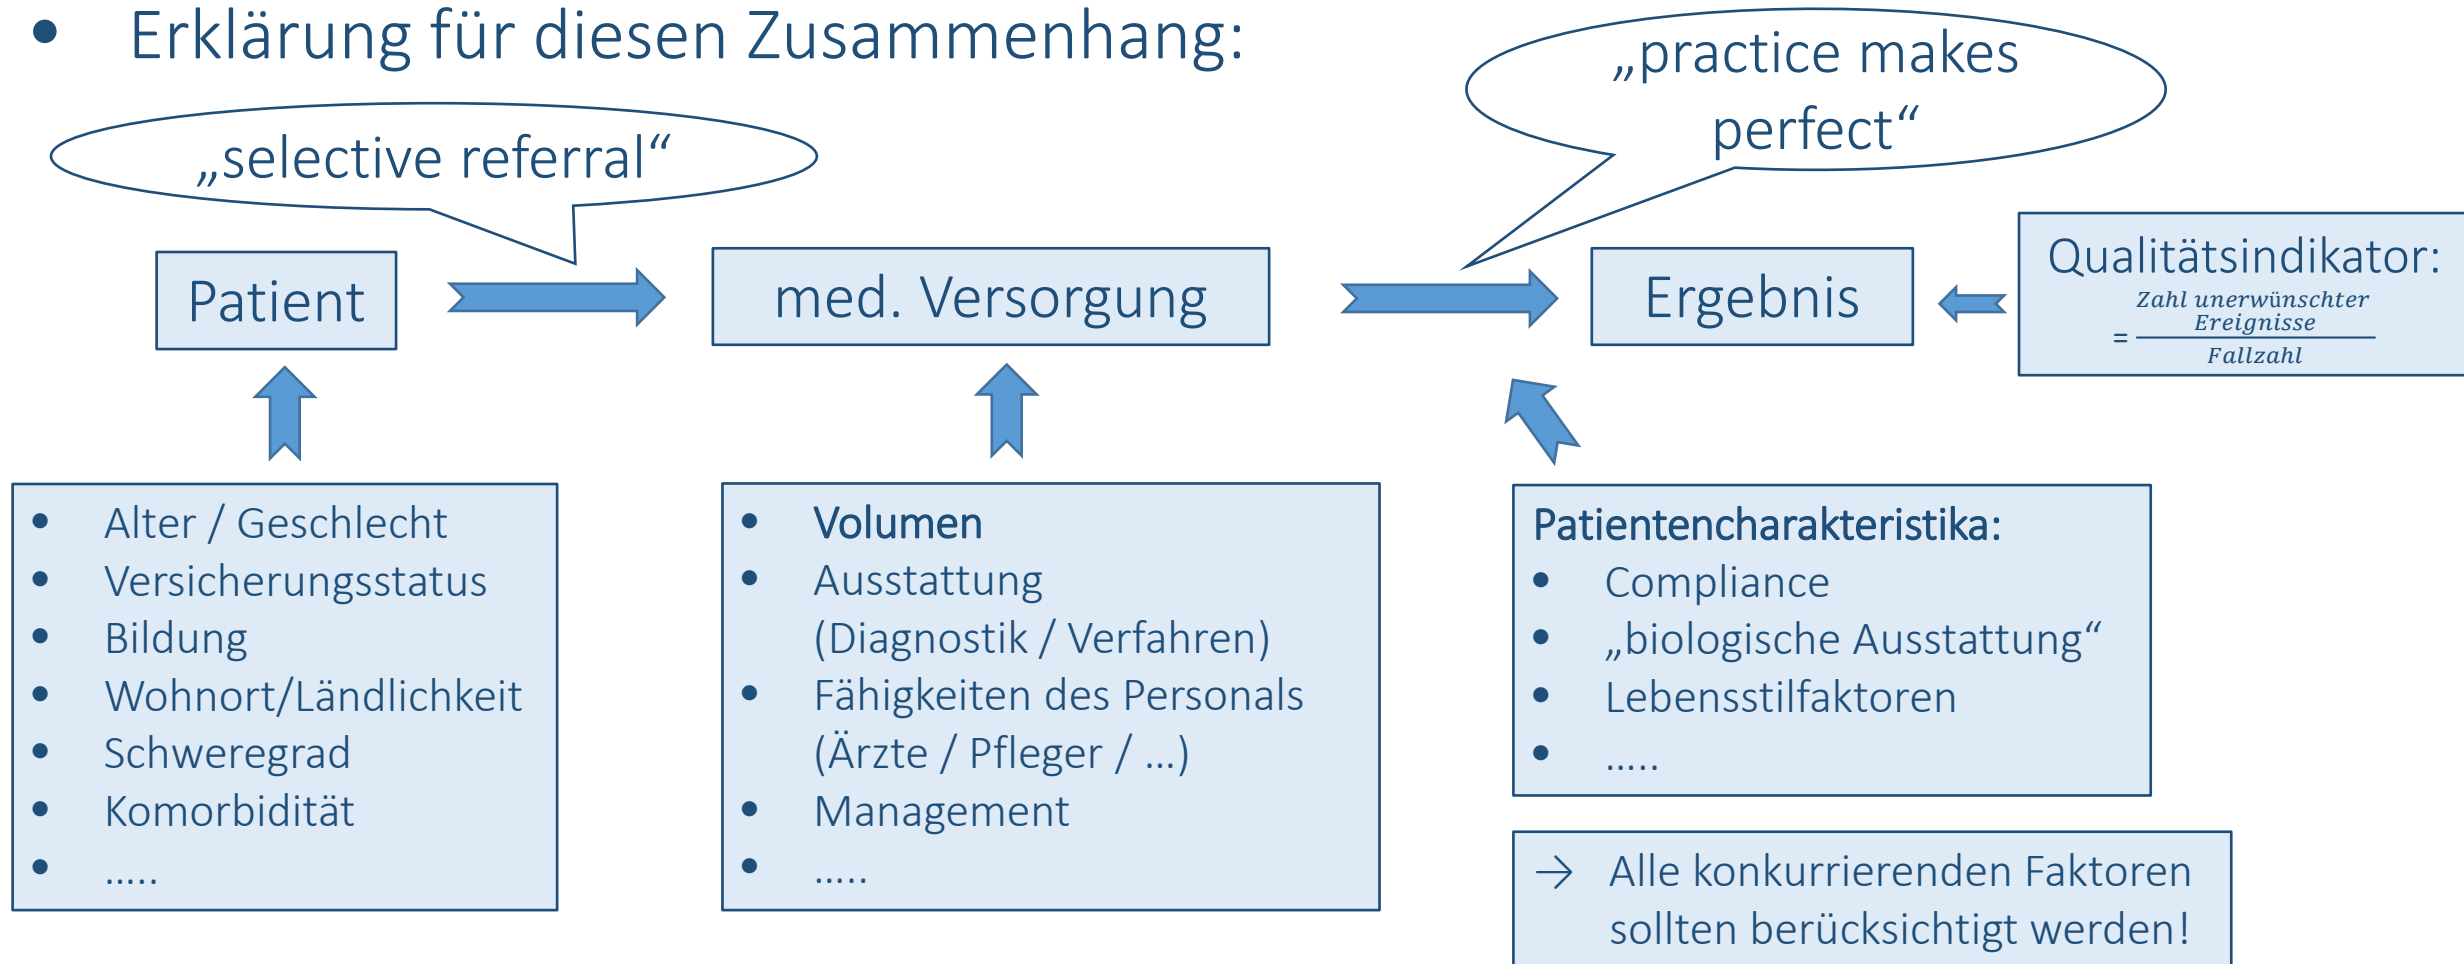 • Erklärung für diesen Zusammenhang:
„selective referral“
„practice makes
perfect“
Patient
med. Versorgung
Ergebnis
Qualitätsindikator:
Zahl unerwünschter
Ereignisse
=
Fallzahl
• Alter / Geschlecht
• Versicherungsstatus
• Bildung
• Wohnort/Ländlichkeit
• Schweregrad
• Komorbidität
• …..
• Volumen
• Ausstattung
(Diagnostik / Verfahren)
• Fähigkeiten des Personals
(Ärzte / Pfleger / …)
• Management
• …..
Patientencharakteristika:
• Compliance
• „biologische Ausstattung“
• Lebensstilfaktoren
• …..
→ Alle konkurrierenden Faktoren
sollten berücksichtigt werden!